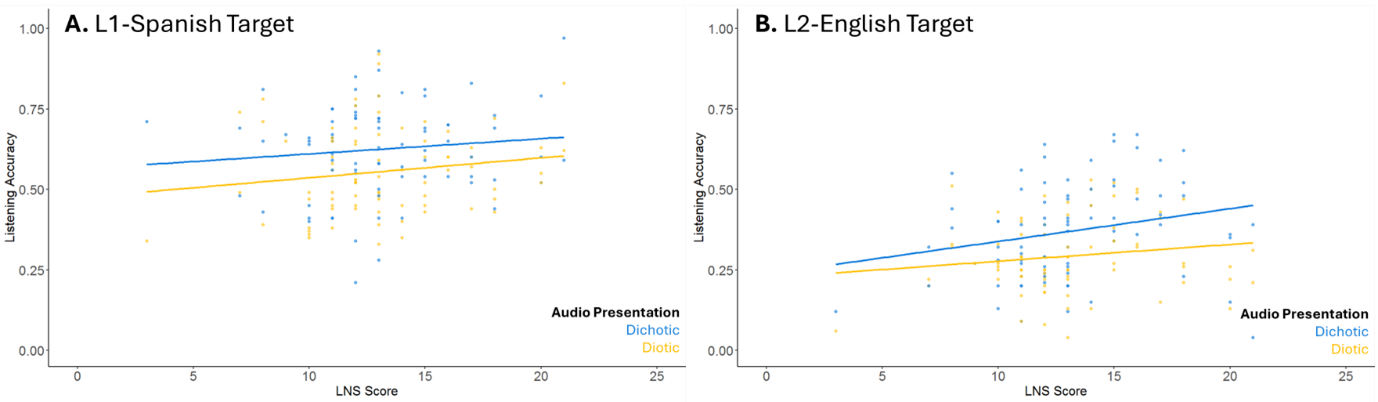 A. L1-Spanish Target
1.00
0.75
0.50
0.25
0.00
Listening Accuracy
0
5
10
15
20
25
LNS Score
Audio Presentation
Dichotic
Diotic
B. L2-English Target
1.00
0.75
0.50
0.25
0.00
Listening Accuracy
0
5
10
15
20
25
LNS Score
Audio Presentation
Dichotic
Diotic